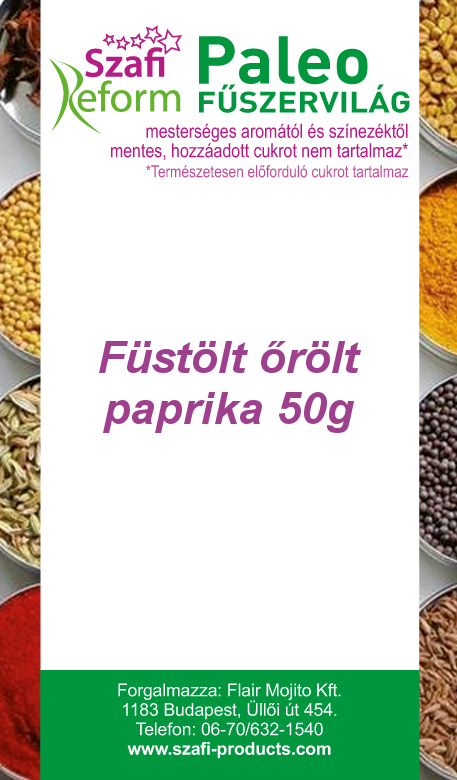 Szafi
Reform
Paleo
FŰSZERVILÁG
mesterséges aromától és színezéktől
mentes, hozzáadott cukrot nem tartalmaz*
*Természetesen előforduló cukrot tartalmaz
Füstölt őrölt
paprika 50g
Forgalmazza: Flair Mojito Kft.
1183 Budapest, Üllői út 454.
Telefon: 06-70/632-1540
www.szafi-products.com